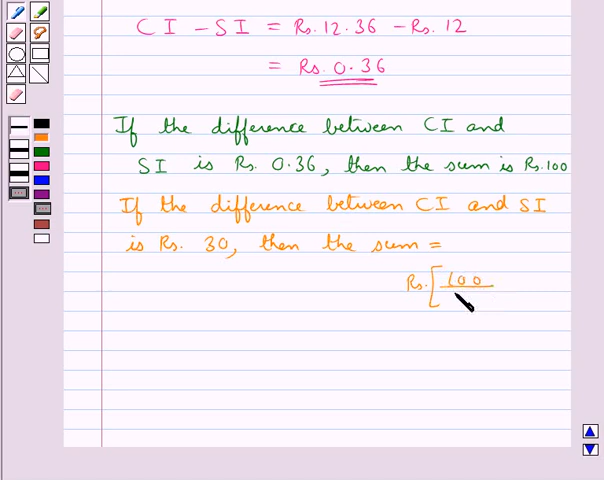 CI - SI = Rs. 12.36 - Rs. 12
= Rs. 0.36
If the difference between CI and
SI is Rs. 0.36, then the sum is Rs.100
If the difference between CI and SI
is Rs. 30, then the sum =
Rs. [100